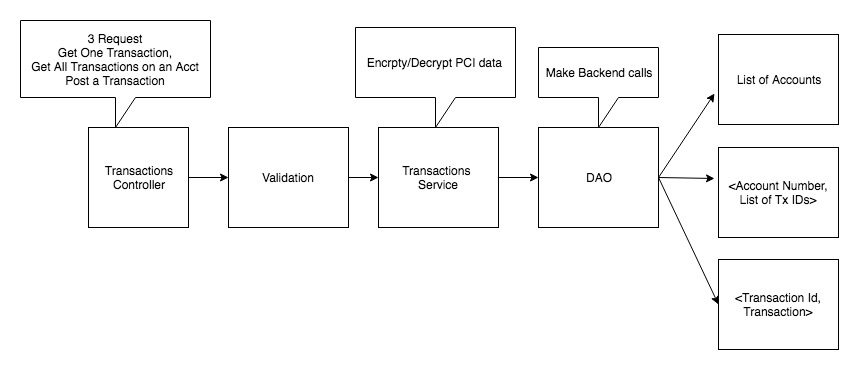 3 Request
Get One Transaction,
Get All Transactions on an Acct
Post a Transaction
Encrpty/Decrypt PCI data
Make Backend calls
List of Accounts
Transactions
Controller
Validation
Transactions
Service
DAO
<Account Number,
List of Tx IDs>
<Transaction Id,
Transaction>